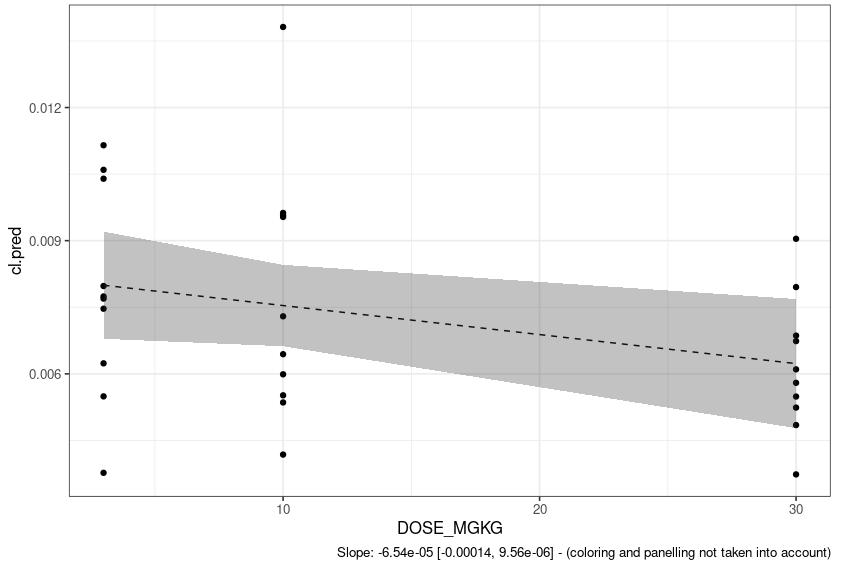 0.012
0.009
0.006
cl.pred
10
20
30
DOSE_MGKG
Slope: -6.54e-05 [-0.00014, 9.56e-06] - (coloring and panelling not taken into account)